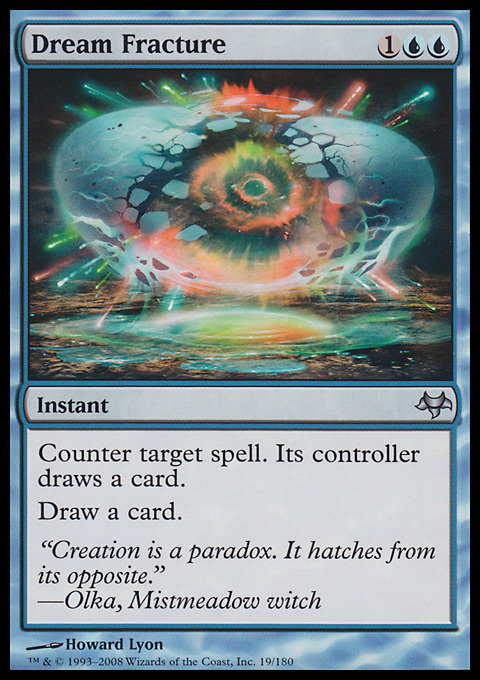 Dream Fracture 1
Instant
Counter target spell. Its controller
draws a card.
Draw a card.
“Creation is a paradox. It hatches from
its opposite.”
—Olka, Mistmeadow witch
Howard Lyon
™ & © 1993–2008 Wizards of the Coast, Inc. 19/180